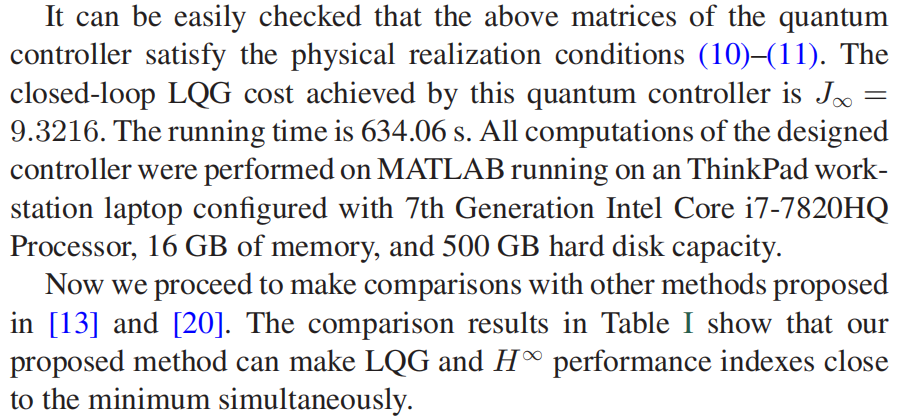 It can be easily checked that the above matrices of the quantum
controller satisfy the physical realization conditions (10)–(11). The
closed-loop LQG cost achieved by this quantum controller is J∞ =
9.3216. The running time is 634.06 s. All computations of the designed
controller were performed on MATLAB running on an ThinkPad work-
station laptop configured with 7th Generation Intel Core i7-7820HQ
Processor, 16 GB of memory, and 500 GB hard disk capacity.
Now we proceed to make comparisons with other methods proposed
in [13] and [20]. The comparison results in Table I show that our
proposed method can make LQG and H∞ performance indexes close
to the minimum simultaneously.